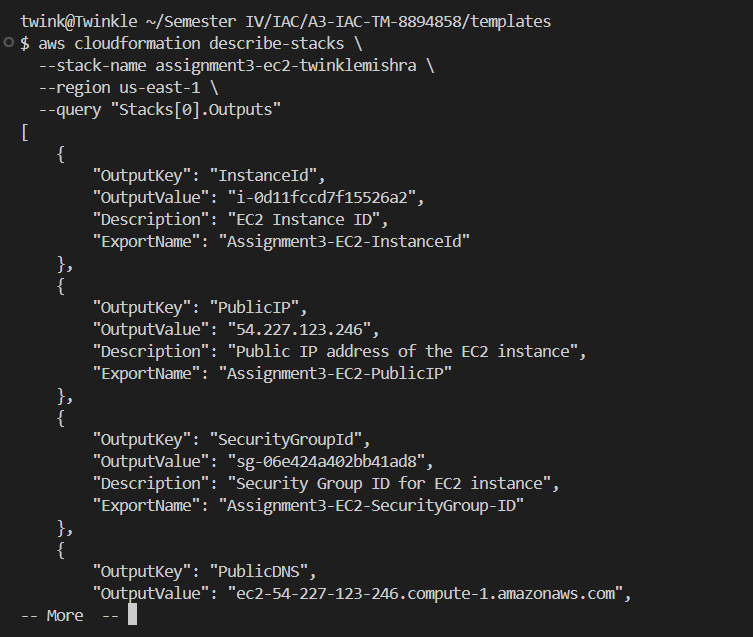 twink@Twinkle ~/Semester IV/IAC/A3-IAC-TM-8894858/templates
$ aws cloudformation describe-stacks \
  --stack-name assignment3-ec2-twinklemishra \
  --region us-east-1 \
  --query "Stacks[0].Outputs"
[
    {
        "OutputKey": "InstanceId",
        "OutputValue": "i-0d11fccd7f15526a2",
        "Description": "EC2 Instance ID",
        "ExportName": "Assignment3-EC2-InstanceId"
    },
    {
        "OutputKey": "PublicIP",
        "OutputValue": "54.227.123.246",
        "Description": "Public IP address of the EC2 instance",
        "ExportName": "Assignment3-EC2-PublicIP"
    },
    {
        "OutputKey": "SecurityGroupId",
        "OutputValue": "sg-06e424a402bb41ad8",
        "Description": "Security Group ID for EC2 instance",
        "ExportName": "Assignment3-EC2-SecurityGroup-ID"
    },
    {
        "OutputKey": "PublicDNS",
        "OutputValue": "ec2-54-227-123-246.compute-1.amazonaws.com",
-- More  --